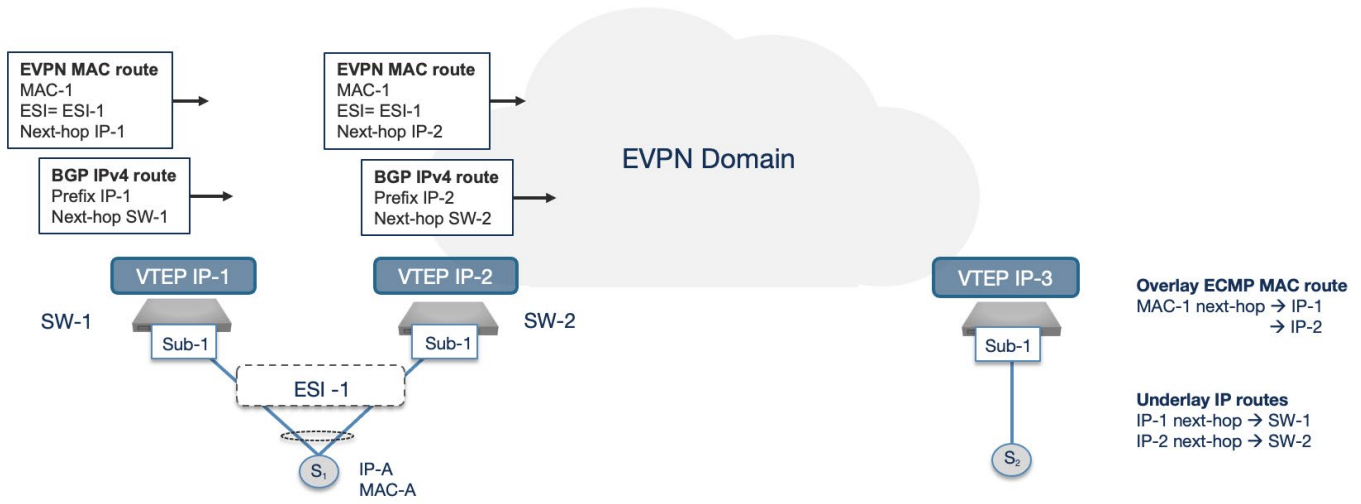 EVPN MAC route
MAC-1
ESI= ESI-1
Next-hop IP-1
EVPN MAC route
MAC-1
ESI= ESI-1
Next-hop IP-2
BGP IPv4 route
Prefix IP-1
Next-hop SW-1
BGP IPv4 route
Prefix IP-2
Next-hop SW-2
EVPN Domain
VTEP IP-1
VTEP IP-2
VTEP IP-3
SW-1
SW-2
Sub-1
Sub-1
Sub-1
ESI -1
S1
IP-A
MAC-A
S2
Overlay ECMP MAC route
MAC-1 next-hop → IP-1
→ IP-2
Underlay IP routes
IP-1 next-hop → SW-1
IP-2 next-hop → SW-2